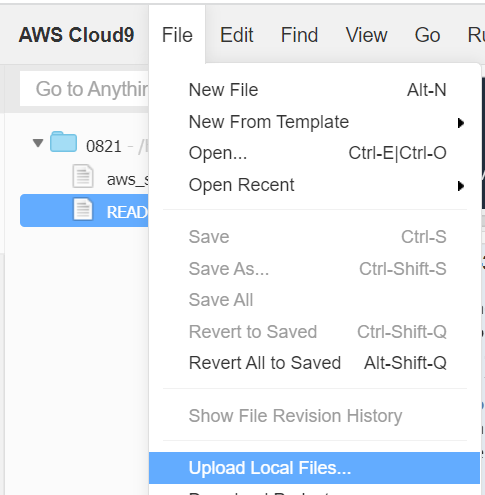 AWS Cloud9 File Edit Find View Go
Go to Anythin
New File Alt-N
New From Template
0821 - /
Open... Ctrl-E|Ctrl-O
aws_s
Open Recent
READ
Save Ctrl-S
Save As... Ctrl-Shift-S
Save All
Revert to Saved Ctrl-Shift-Q
Revert All to Saved Alt-Shift-Q
Show File Revision History
Upload Local Files...